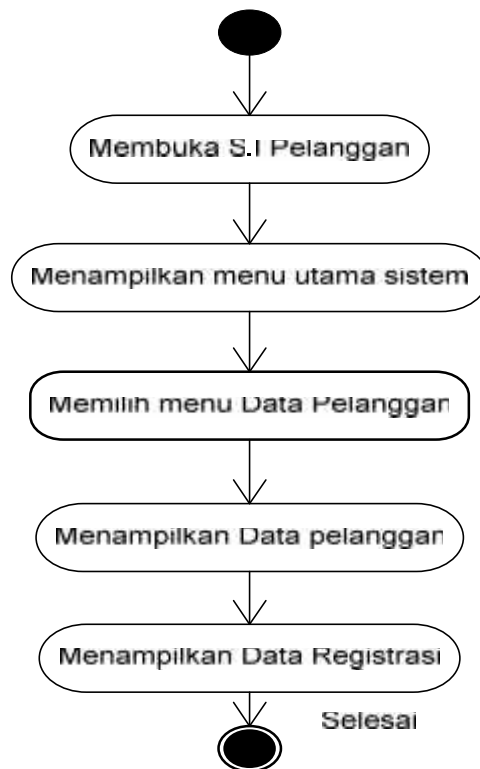 Membuka S.I Pelanggan
Menampilkan menu utama sistem
Memilih menu Data Pelanggan
Menampilkan Data pelanggan
Menampilkan Data Registrasi
Selesai